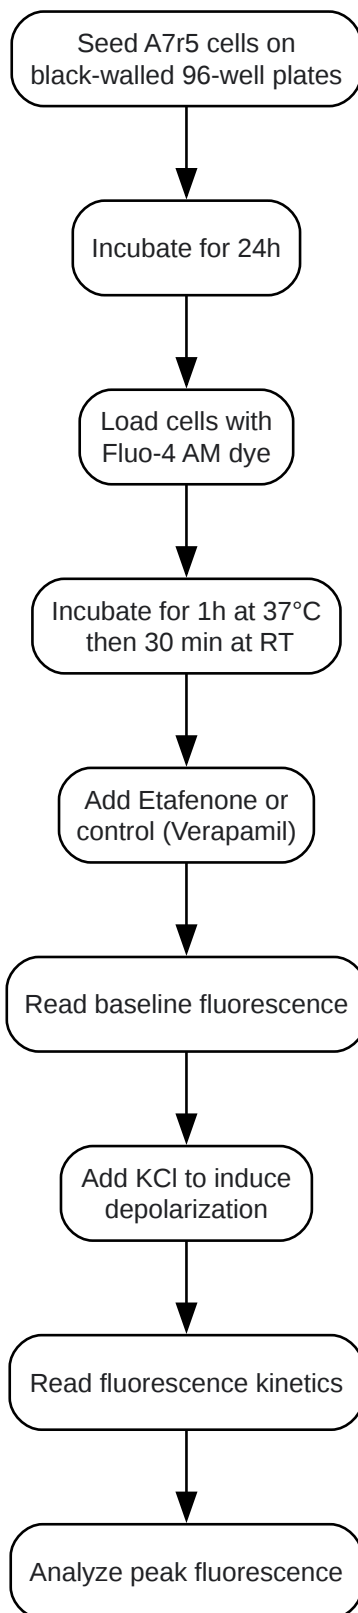 Seed A7r5 cells on
black-walled 96-well plates
Incubate for 24h
Load cells with
Fluo-4 AM dye
Incubate for 1h at 37°C
then 30 min at RT
Add Etafenone or
control (Verapamil)
Read baseline fluorescence
Add KCl to induce
depolarization
Read fluorescence kinetics
Analyze peak fluorescence